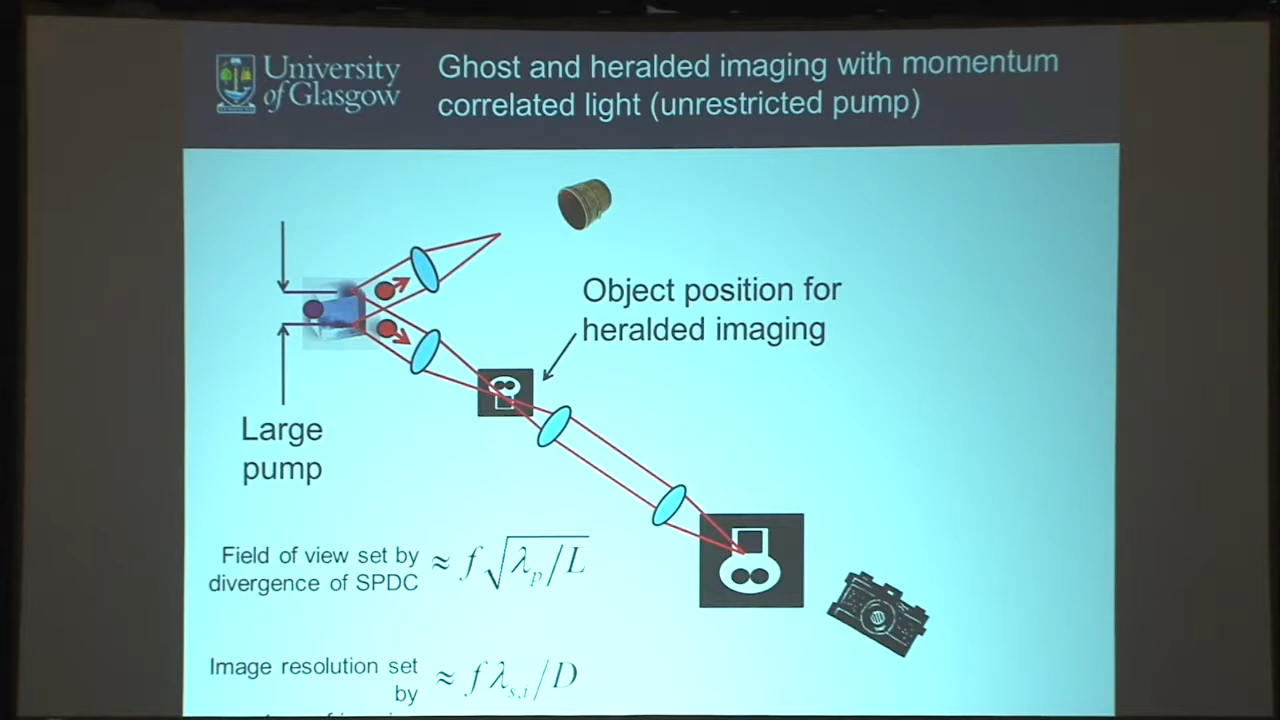 University
of Glasgow
Ghost and heralded imaging with momentum
correlated light (unrestricted pump)
Object position for
heralded imaging
Large
pump
Field of view set by
divergence of SPDC
≈ f√λp/L
Image resolution set
by
≈ fλs,i/D